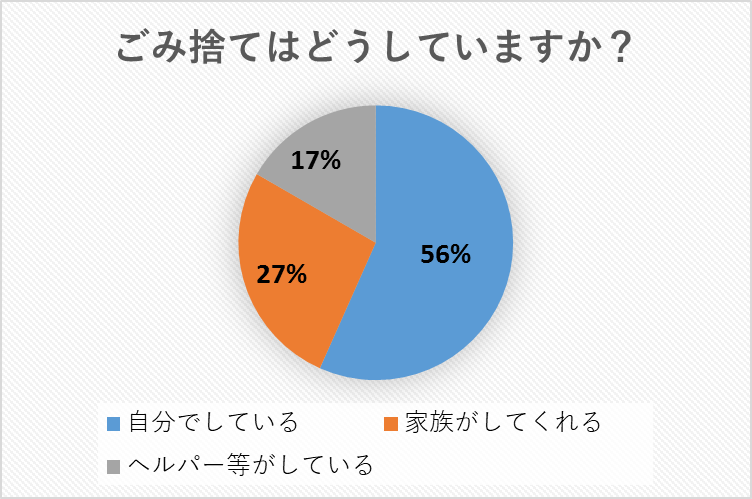 ごみ捨てはどうしていますか？
17%
56%
27%
自分でしている
家族がしてくれる
ヘルパー等がしている